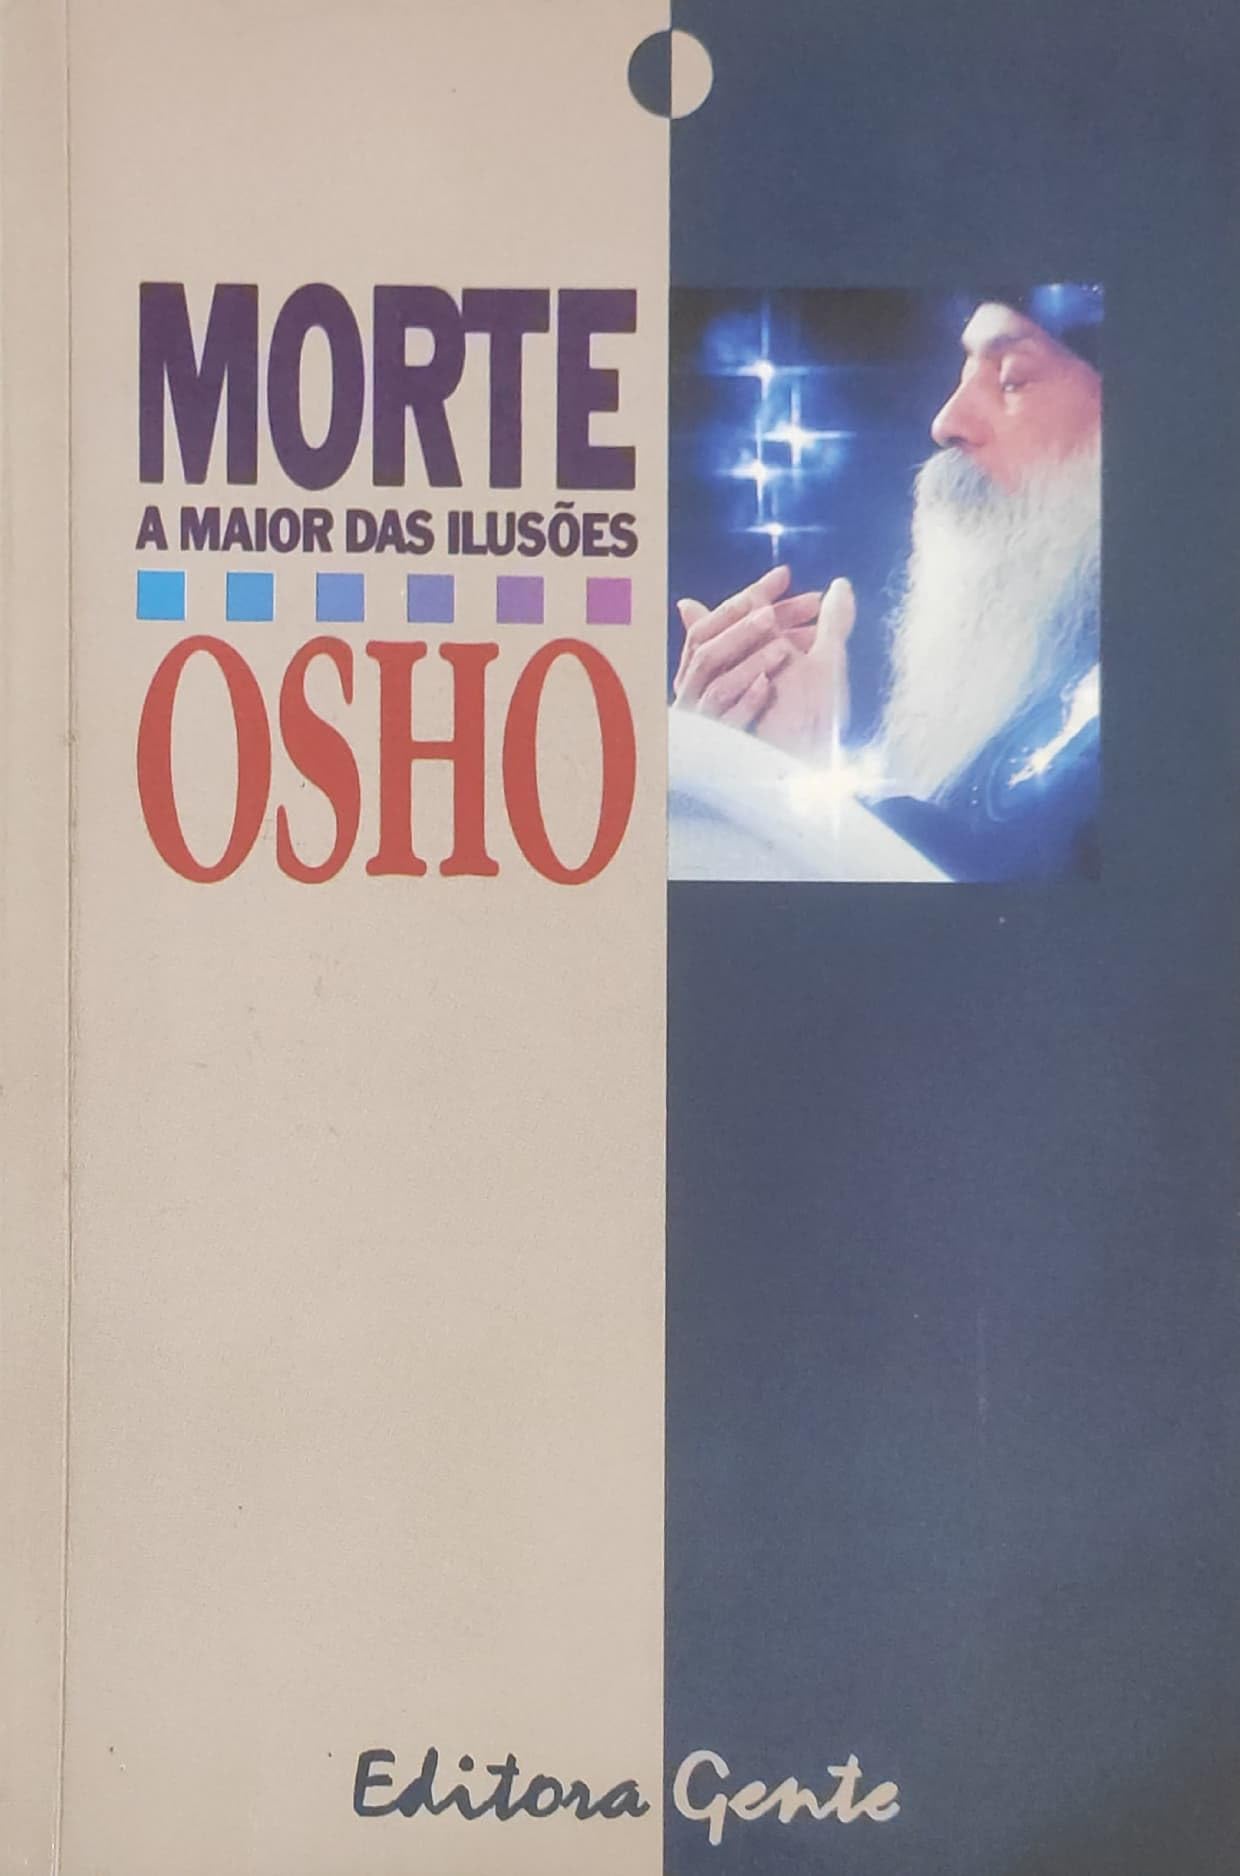 MORTE
A MAIOR DAS ILUSÕES
OSHO
Editora Gente